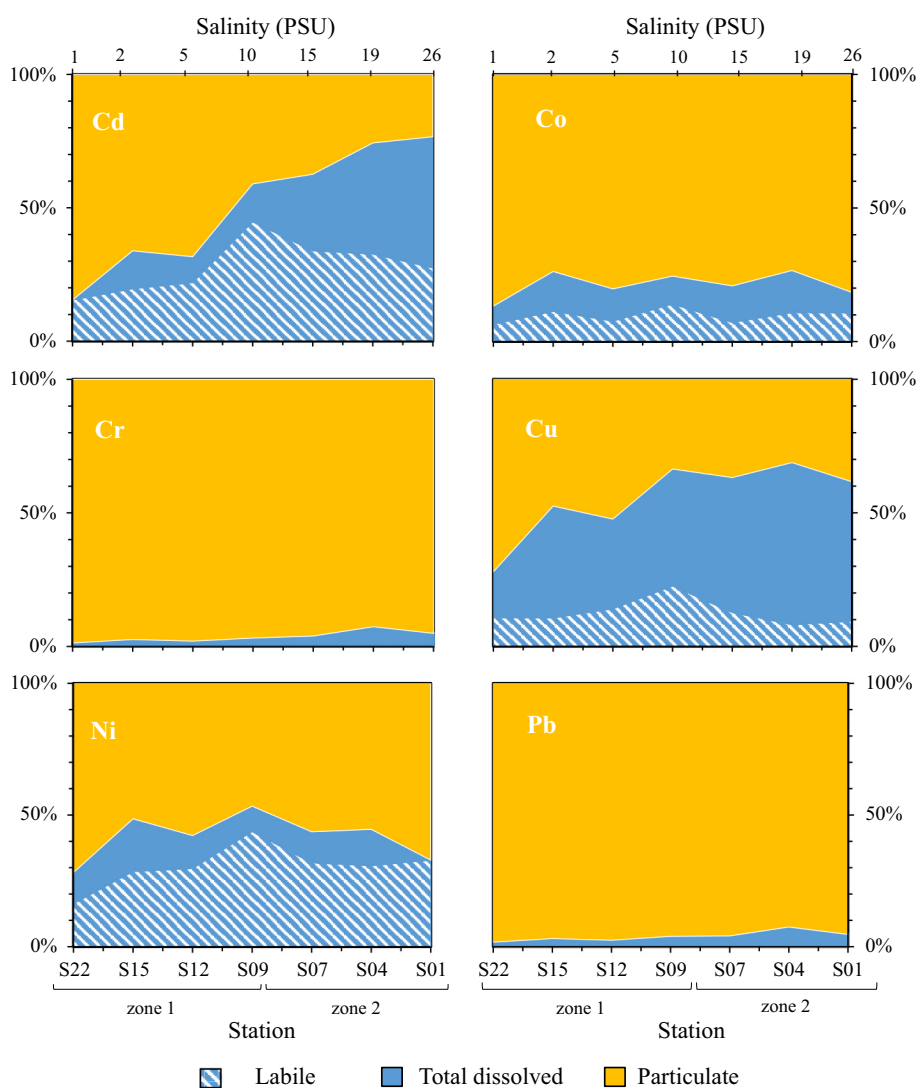 Salinity (PSU) Salinity (PSU)
1 2 5 10 15 19 26 1 2 5 10 15 19 26
100% 100%
Cd Co
50% 50%
0% 0%
100% 100%
Cr Cu
50% 50%
0% 0%
100% 100%
Ni Pb
50% 50%
0% 0%
S22 S15 S12 S09 S07 S04 S01 S22 S15 S12 S09 S07 S04 S01
zone 1 zone 2 zone 1 zone 2
Station Station
Labile Total dissolved Particulate